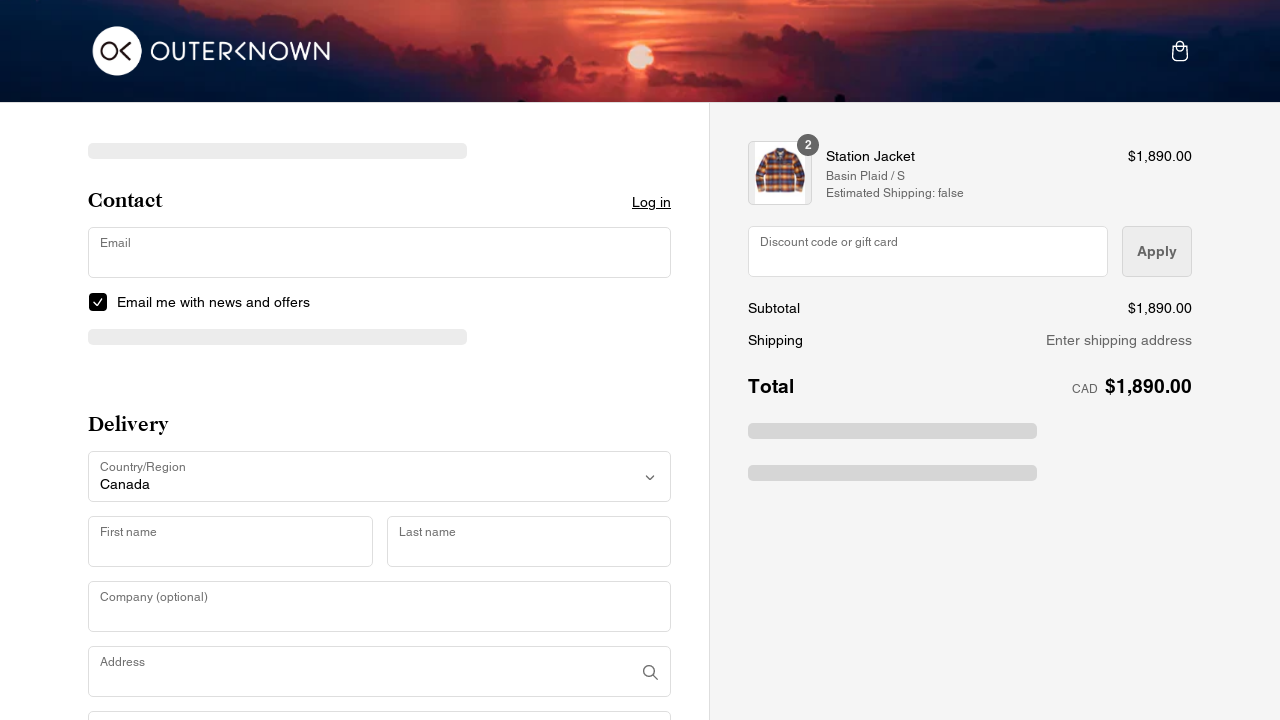 OK OUTERKNOWN
Contact
Log in
Email
Email me with news and offers
Delivery
Country/Region
Canada
First name
Last name
Company (optional)
Address
2
Station Jacket
$1,890.00
Basin Plaid / S
Estimated Shipping: false
Discount code or gift card
Apply
Subtotal
$1,890.00
Shipping
Enter shipping address
Total
CAD $1,890.00